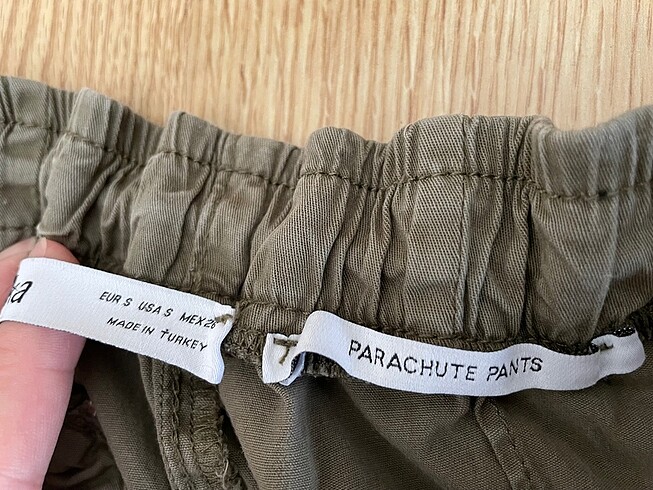 EUR S USA S MEX 26
MADE IN TURKEY
PARACHUTE PANTS